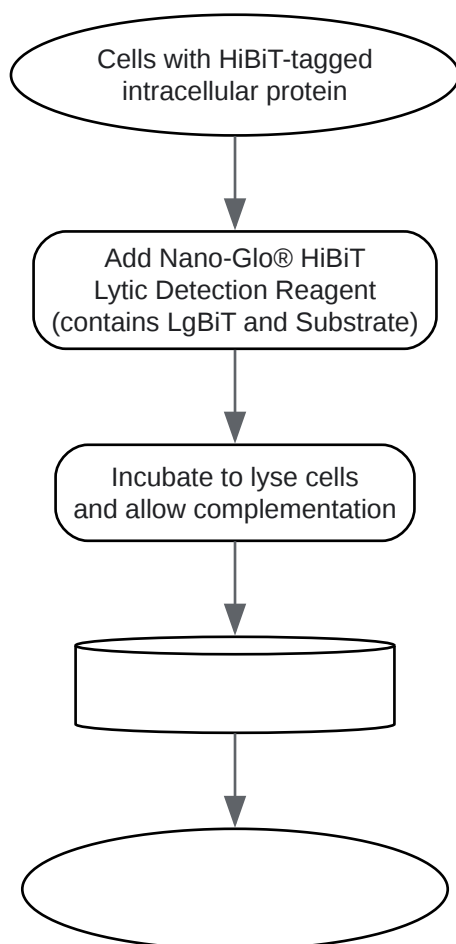 Cells with HiBiT-tagged
intracellular protein
Add Nano-Glo® HiBiT
Lytic Detection Reagent
(contains LgBiT and Substrate)
Incubate to lyse cells
and allow complementation